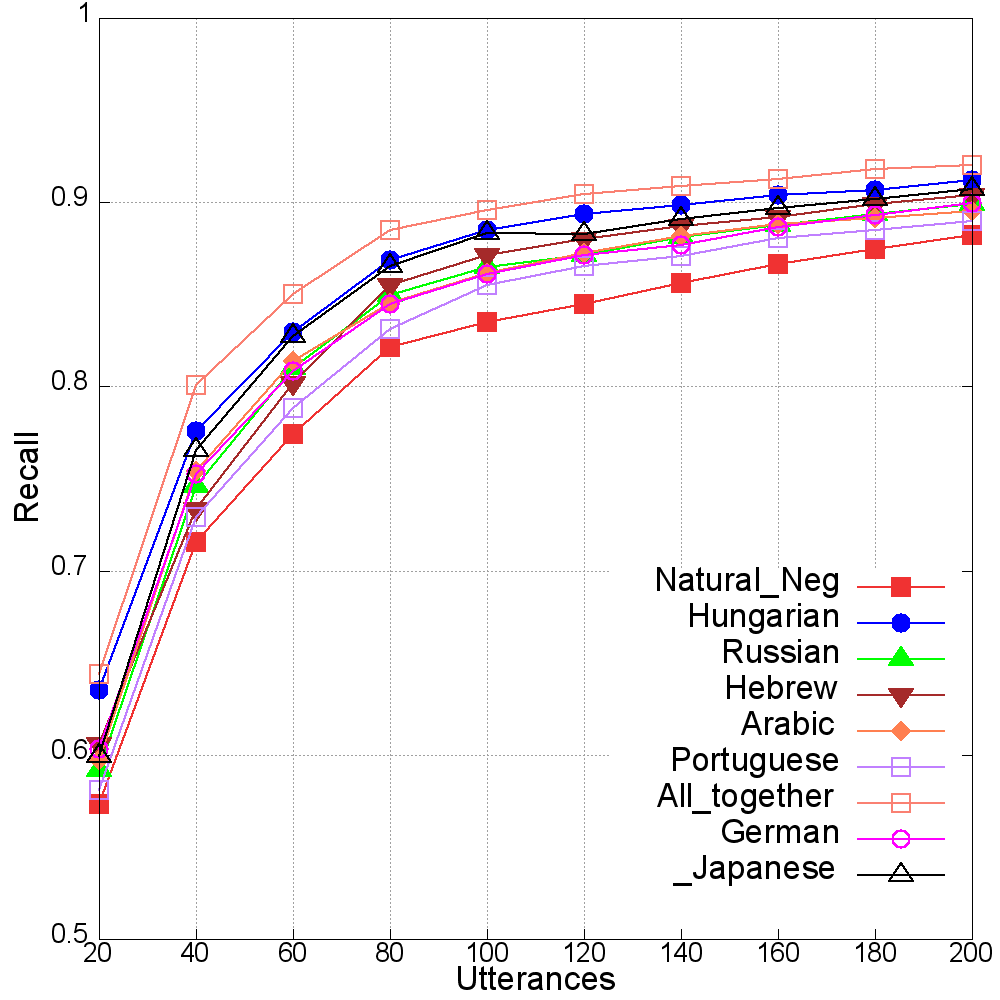 1
0.9
0.8
0.7
0.6
0.5
Recall
Natural_Neg
Hungarian
Russian
Hebrew
Arabic
Portuguese
All_together
German
_Japanese
20 40 60 80 100 120 140 160 180 200
Utterances